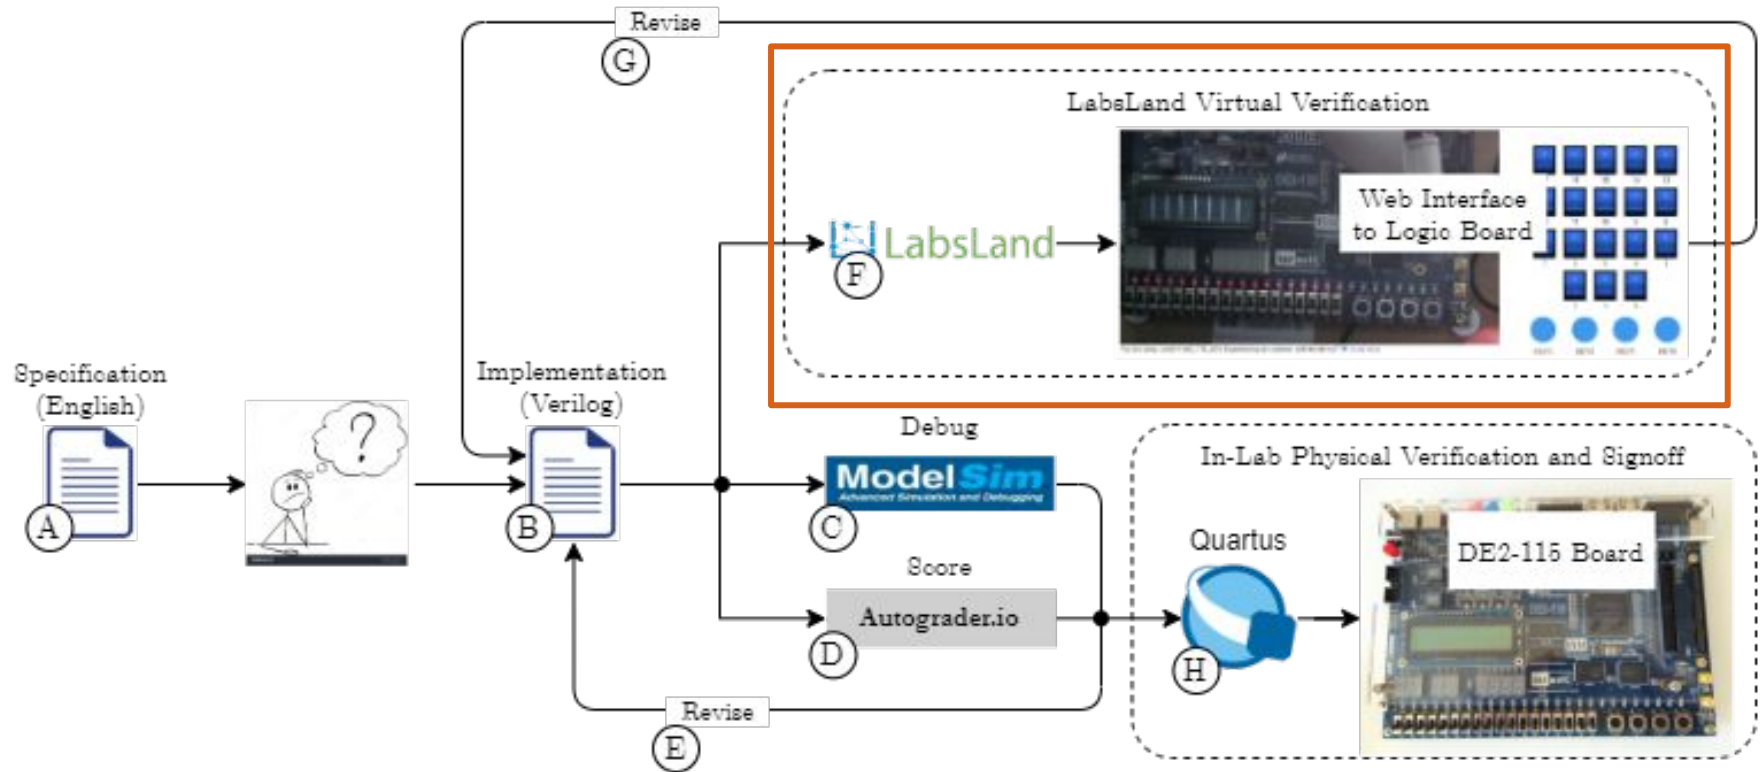 Revise
G
LabsLand Virtual Verification
Web Interface
to Logic Board
LabsLand
F
Specification
(English)
A
?
Implementation
(Verilog)
B
Debug
ModelSim
Advanced Simulation and Debugging
C
Score
Autograder.io
D
Revise
E
In-Lab Physical Verification and Signoff
Quartus
H
DE2-115 Board